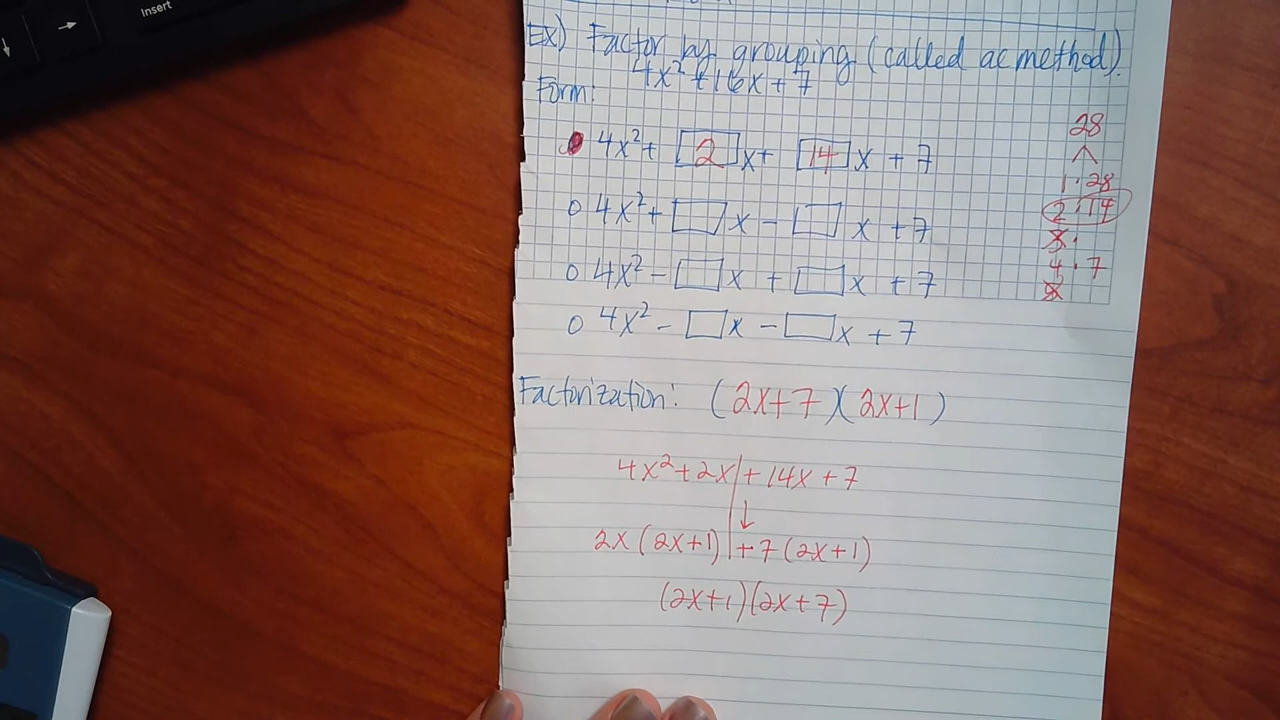 Insert
→
↓
EX) Factor by grouping (called ac method).
4x² + 16x + 7
Form:
4x² + [2]x + [14]x + 7
○ 4x² + □x − □x + 7
○ 4x² − □x + □x + 7
○ 4x² − □x − □x + 7
28
∧
1·28
2·14
3·
4·7
Factorization: (2x+7)(2x+1)
4x²+2x|+14x+7
↓
2x(2x+1)|+7(2x+1)
(2x+1)(2x+7)